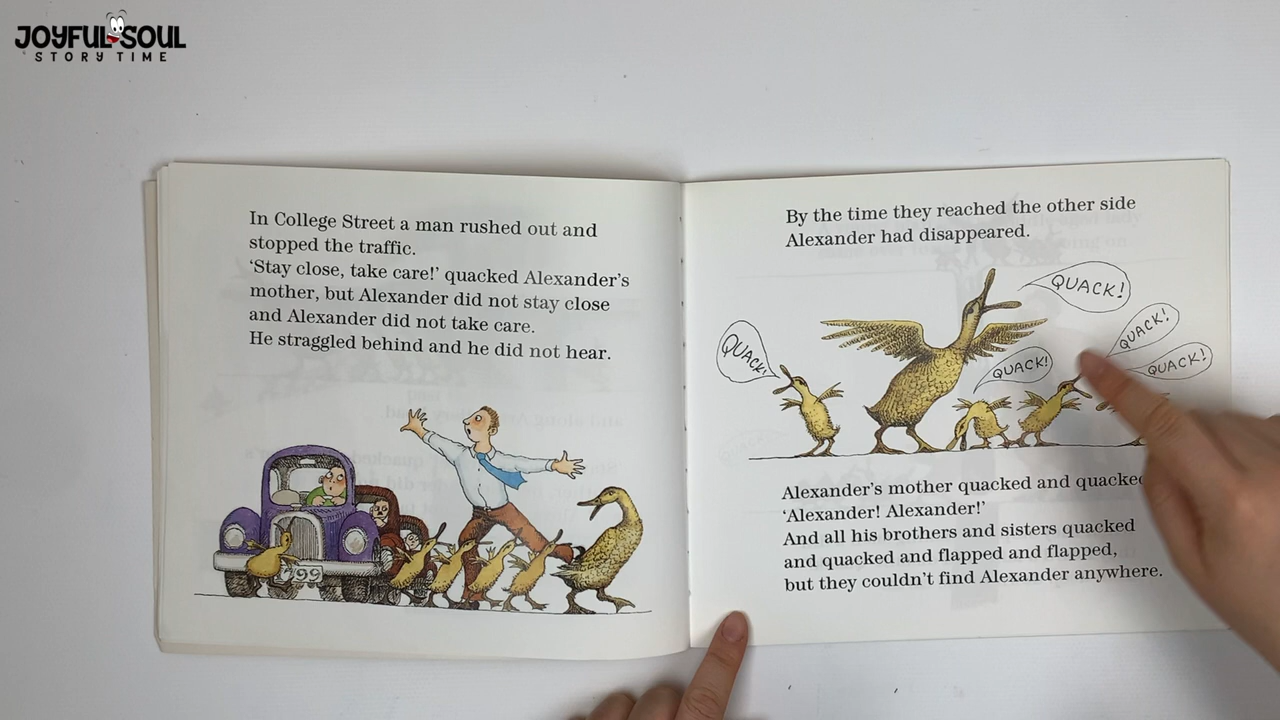 JOYFUL SOUL
STORY TIME
In College Street a man rushed out and
stopped the traffic.
‘Stay close, take care!’ quacked Alexander’s
mother, but Alexander did not stay close
and Alexander did not take care.
He straggled behind and he did not hear.
799
By the time they reached the other side
Alexander had disappeared.
QUACK!
QUACK!
QUACK!
QUACK!
QUACK!
Alexander’s mother quacked and quacked
‘Alexander! Alexander!’
And all his brothers and sisters quacked
and quacked and flapped and flapped,
but they couldn’t find Alexander anywhere.